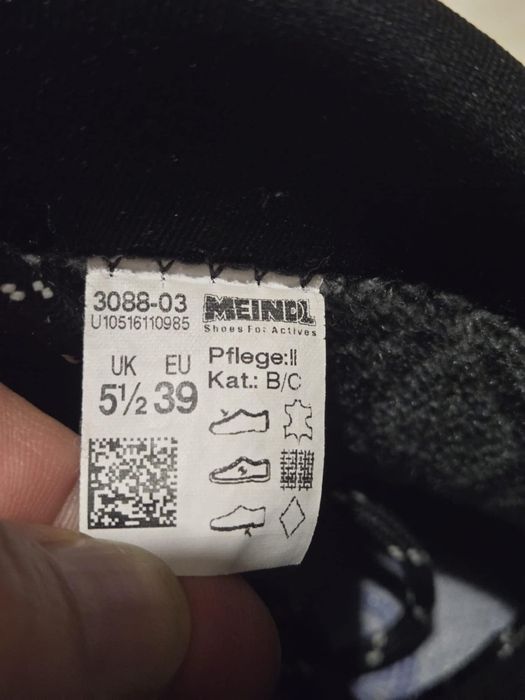 3088-03
U10516110985
MEINDL
Shoes For Actives
UK EU
5½ 39
Pflege:II
Kat.: B/C